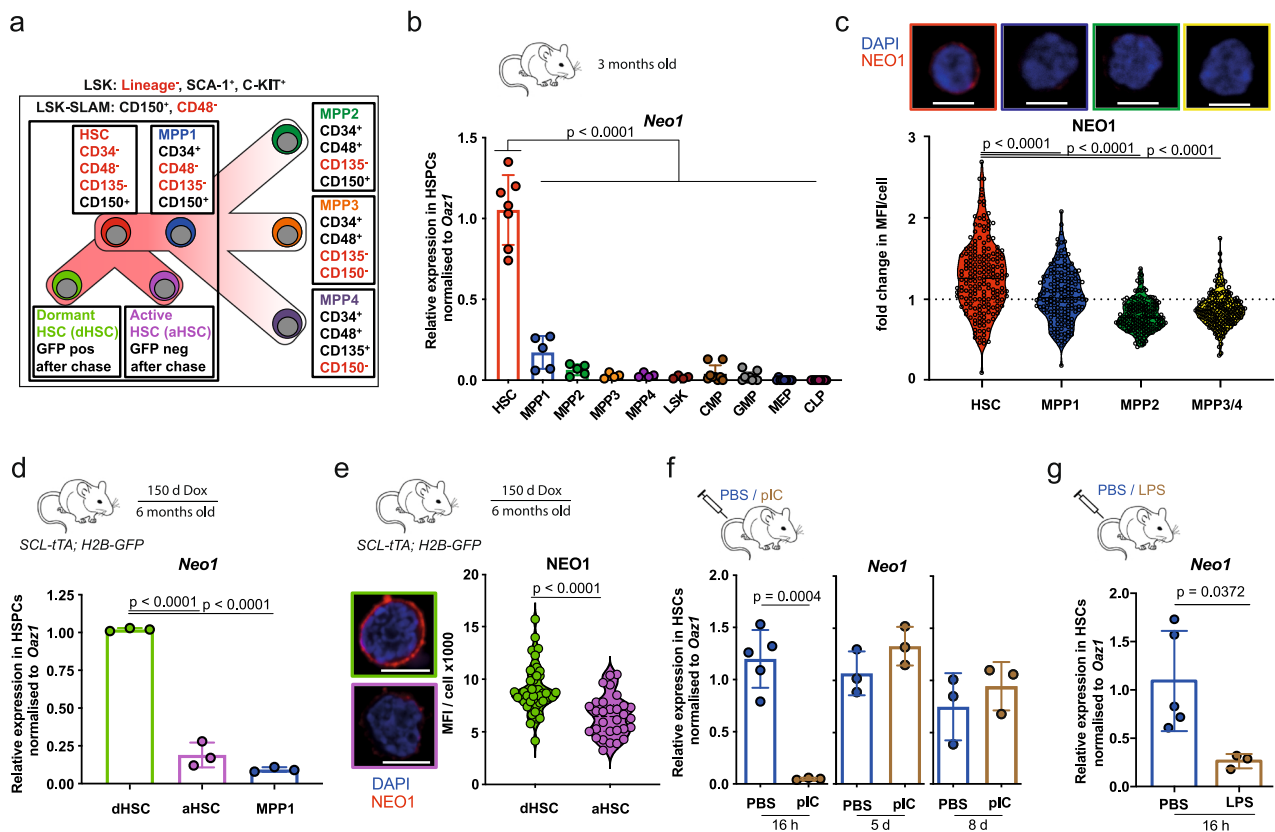 a
LSK: Lineage⁻, SCA-1⁺, C-KIT⁺
LSK-SLAM: CD150⁺, CD48⁻
HSC
CD34⁻
CD48⁻
CD135⁻
CD150⁺
MPP1
CD34⁺
CD48⁻
CD135⁻
CD150⁺
MPP2
CD34⁺
CD48⁺
CD135⁻
CD150⁺
MPP3
CD34⁺
CD48⁺
CD135⁻
CD150⁻
MPP4
CD34⁺
CD48⁺
CD135⁺
CD150⁻
Dormant
HSC (dHSC)
GFP pos
after chase
Active
HSC (aHSC)
GFP neg
after chase
b
3 months old
Neo1
p < 0.0001
Relative expression in HSPCs
normalised to Oaz1
1.5
1.0
0.5
0.0
HSC MPP1 MPP2 MPP3 MPP4 LSK CMP GMP MEP CLP
c
DAPI
NEO1
NEO1
p < 0.0001 p < 0.0001 p < 0.0001
fold change in MFI/cell
3
2
1
0
HSC MPP1 MPP2 MPP3/4
d
150 d Dox
6 months old
SCL-tTA; H2B-GFP
Neo1
p < 0.0001 p < 0.0001
Relative expression in HSPCs
normalised to Oaz1
1.25
1.00
0.75
0.50
0.25
0.00
dHSC aHSC MPP1
e
150 d Dox
6 months old
SCL-tTA; H2B-GFP
DAPI
NEO1
NEO1
p < 0.0001
MFI / cell x1000
20
15
10
5
0
dHSC aHSC
f
PBS / pIC
Neo1
p = 0.0004
Relative expression in HSCs
normalised to Oaz1
2.0
1.5
1.0
0.5
0.0
PBS pIC PBS pIC PBS pIC
16 h 5 d 8 d
g
PBS / LPS
Neo1
p = 0.0372
Relative expression in HSCs
normalised to Oaz1
2.0
1.5
1.0
0.5
0.0
PBS LPS
16 h